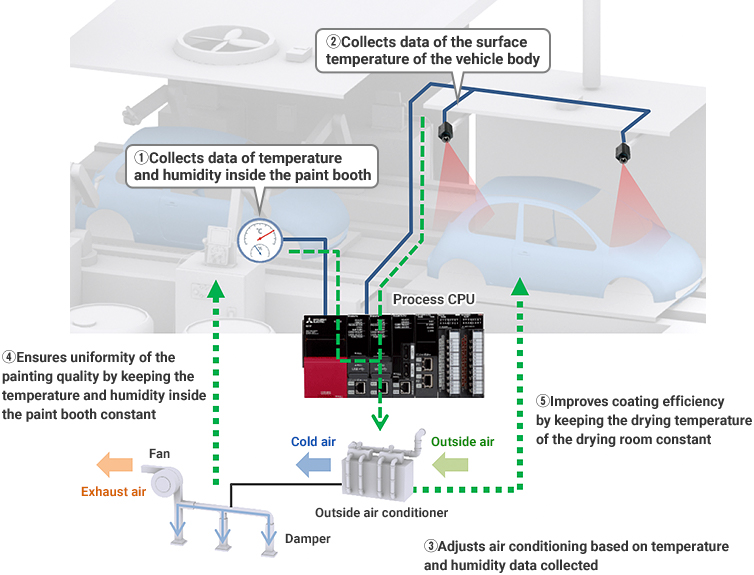 ②Collects data of the surface
temperature of the vehicle body
①Collects data of temperature
and humidity inside the paint booth
°C
Process CPU
MITSUBISHI
④Ensures uniformity of the
painting quality by keeping the
temperature and humidity inside
the paint booth constant
⑤Improves coating efficiency
by keeping the drying temperature
of the drying room constant
Cold air
Outside air
Fan
Exhaust air
Outside air conditioner
Damper
③Adjusts air conditioning based on temperature
and humidity data collected